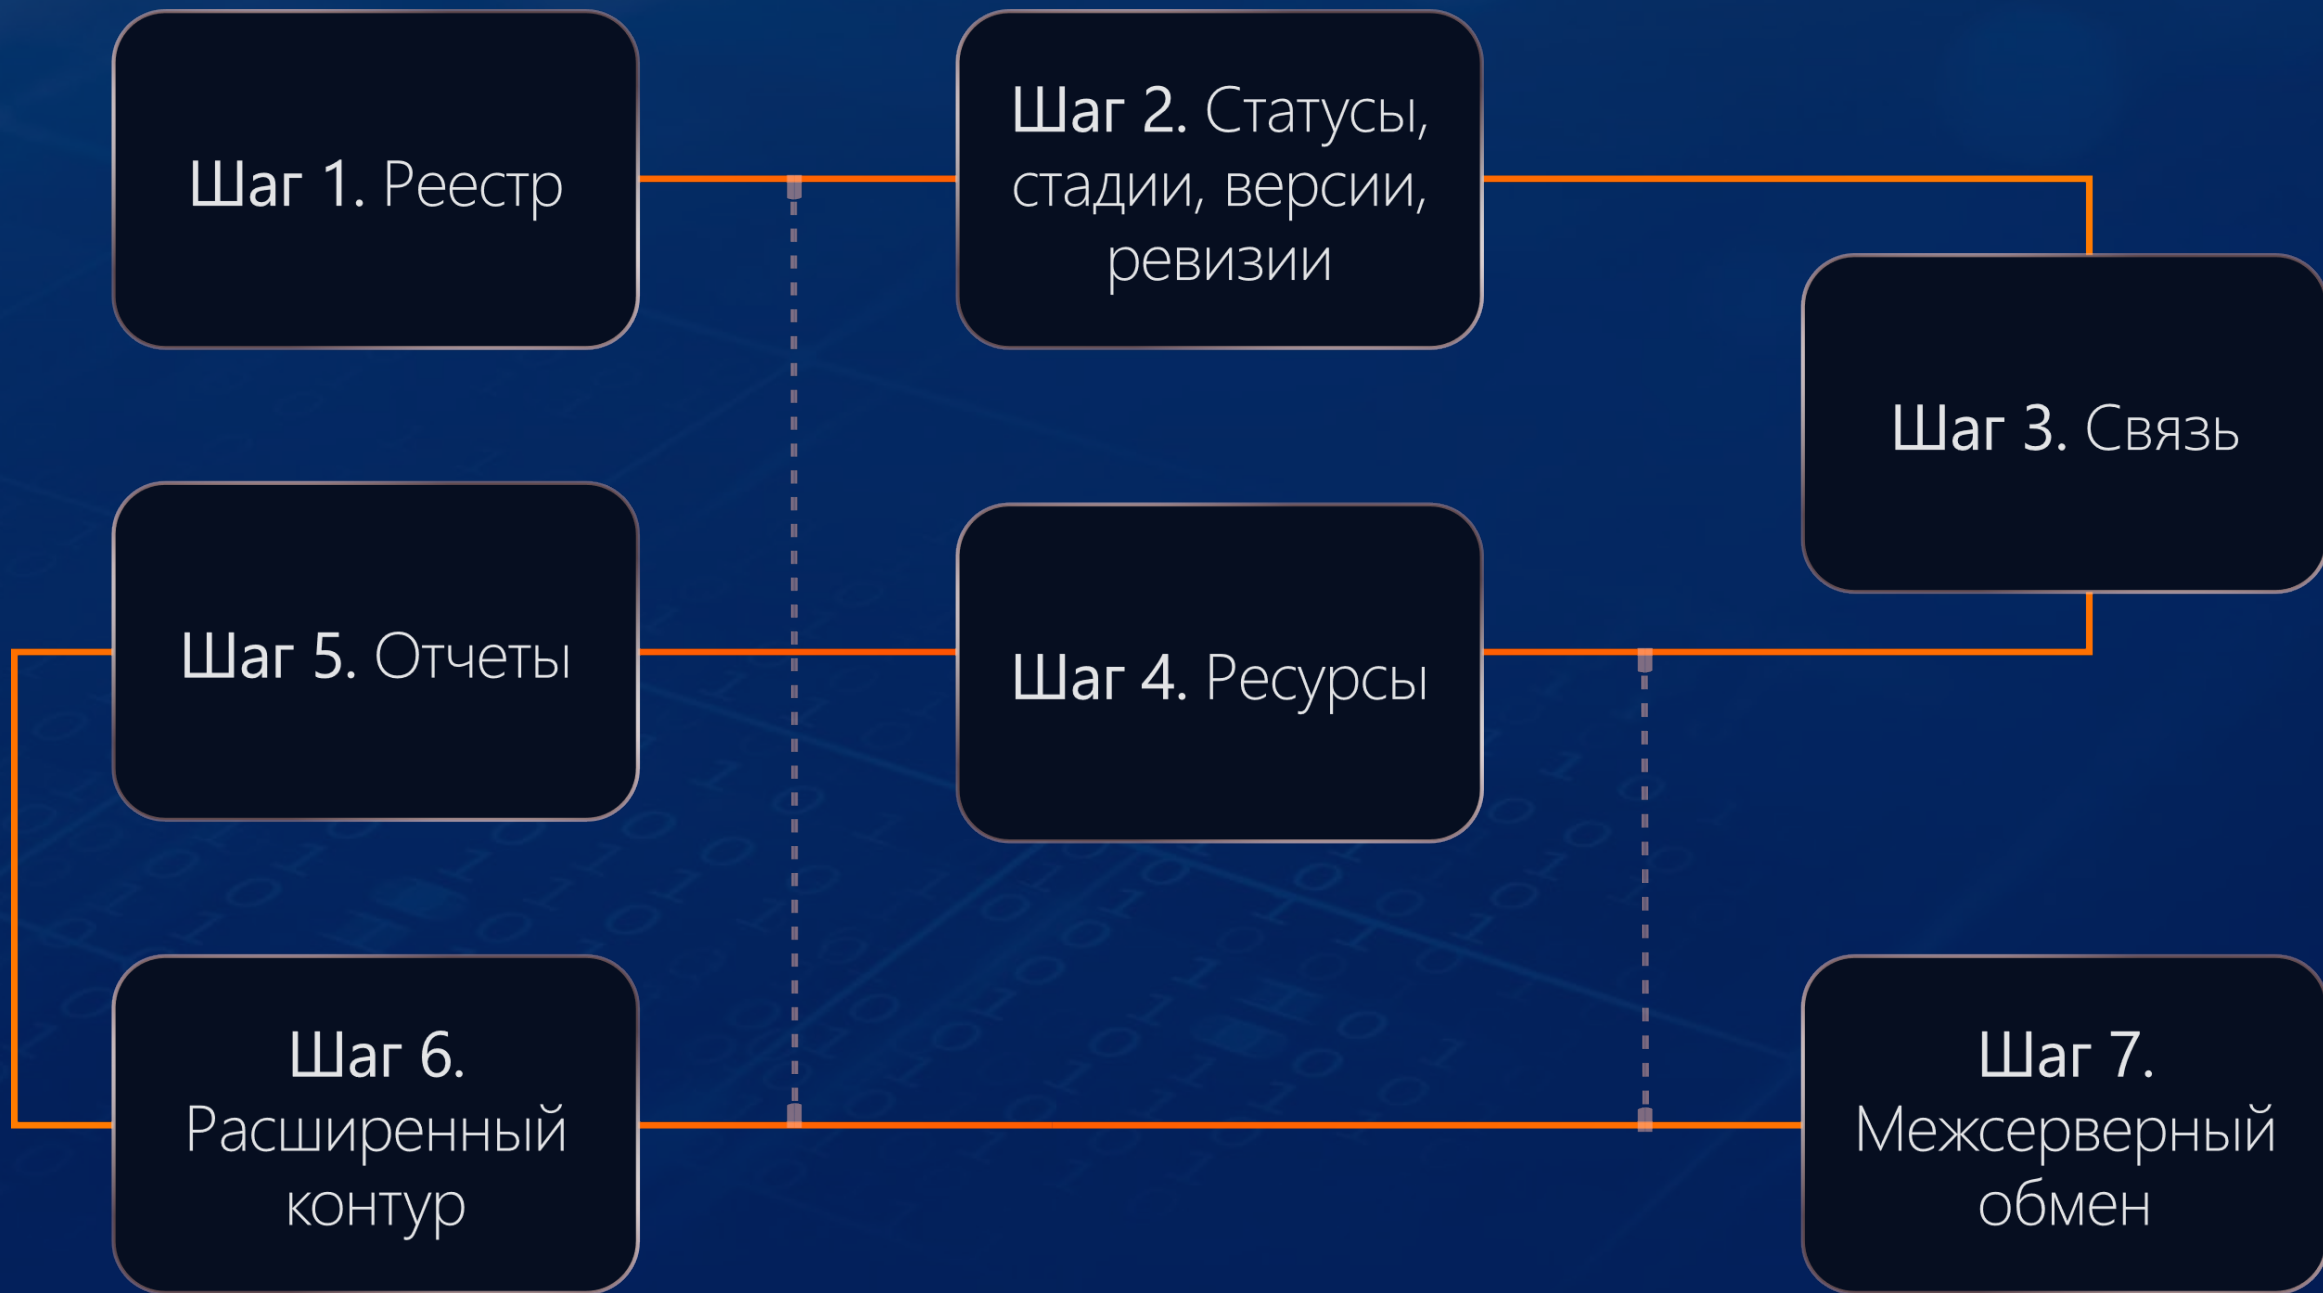 Шаг 1. Реестр
Шаг 2. Статусы,
стадии, версии,
ревизии
Шаг 3. Связь
Шаг 4. Ресурсы
Шаг 5. Отчеты
Шаг 6.
Расширенный
контур
Шаг 7.
Межсерверный
обмен